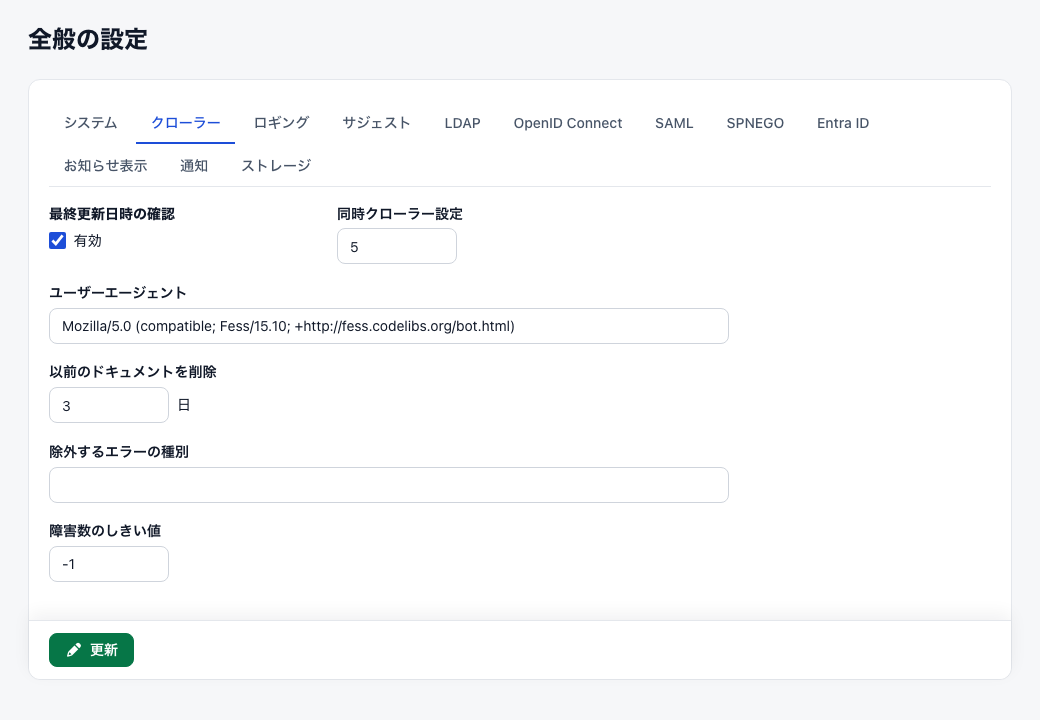 全般の設定
システム クローラー ロギング サジェスト LDAP OpenID Connect SAML SPNEGO Entra ID
お知らせ表示 通知 ストレージ
最終更新日時の確認 同時クローラー設定
有効 5
ユーザーエージェント
Mozilla/5.0 (compatible; Fess/15.10; +http://fess.codelibs.org/bot.html)
以前のドキュメントを削除
3 日
除外するエラーの種別
障害数のしきい値
-1
更新